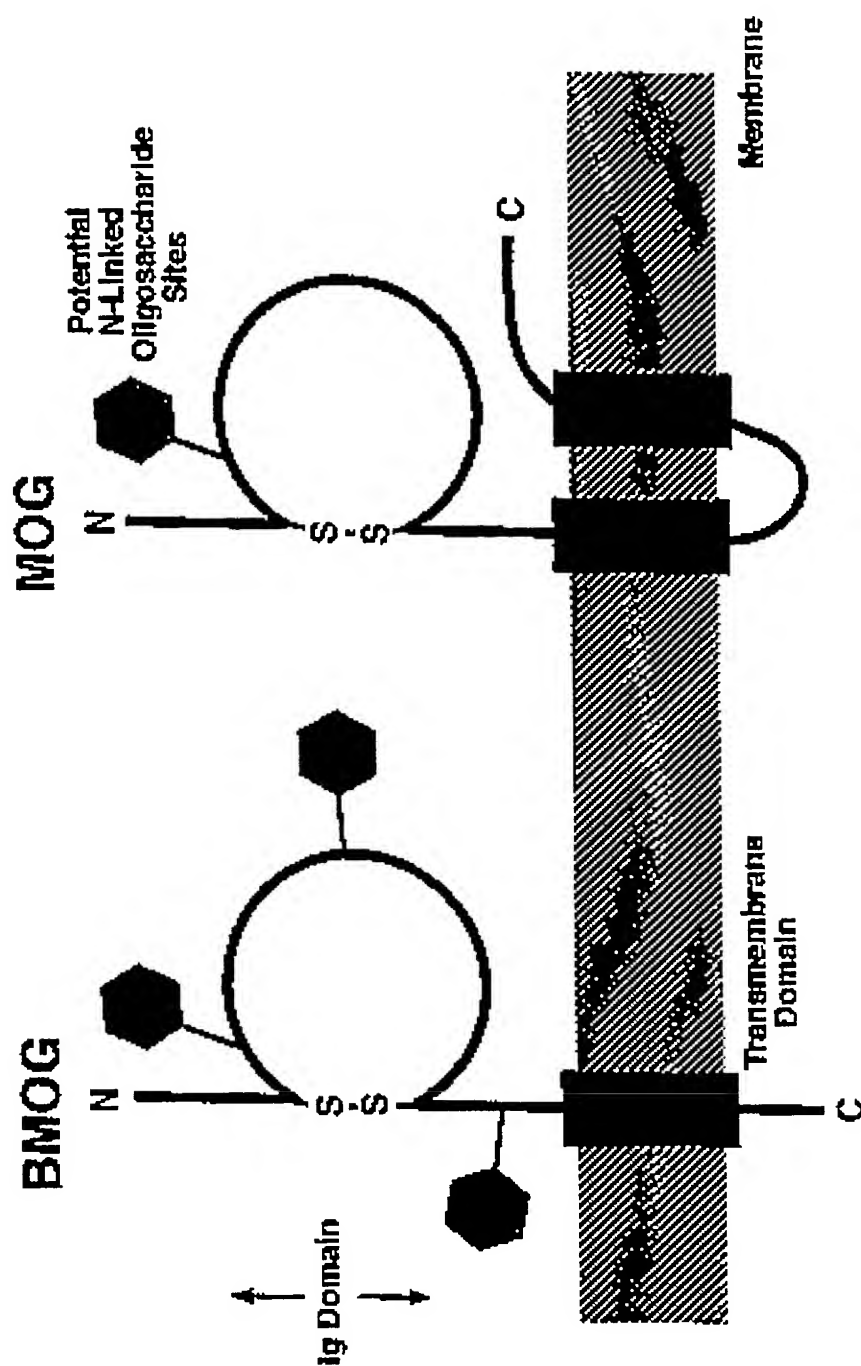 BMOG
MOG
N
N
Potential
N-Linked
Oligosaccharide
Sites
Ig Domain
S-S
S-S
C
Transmembrane
Domain
Membrane
C